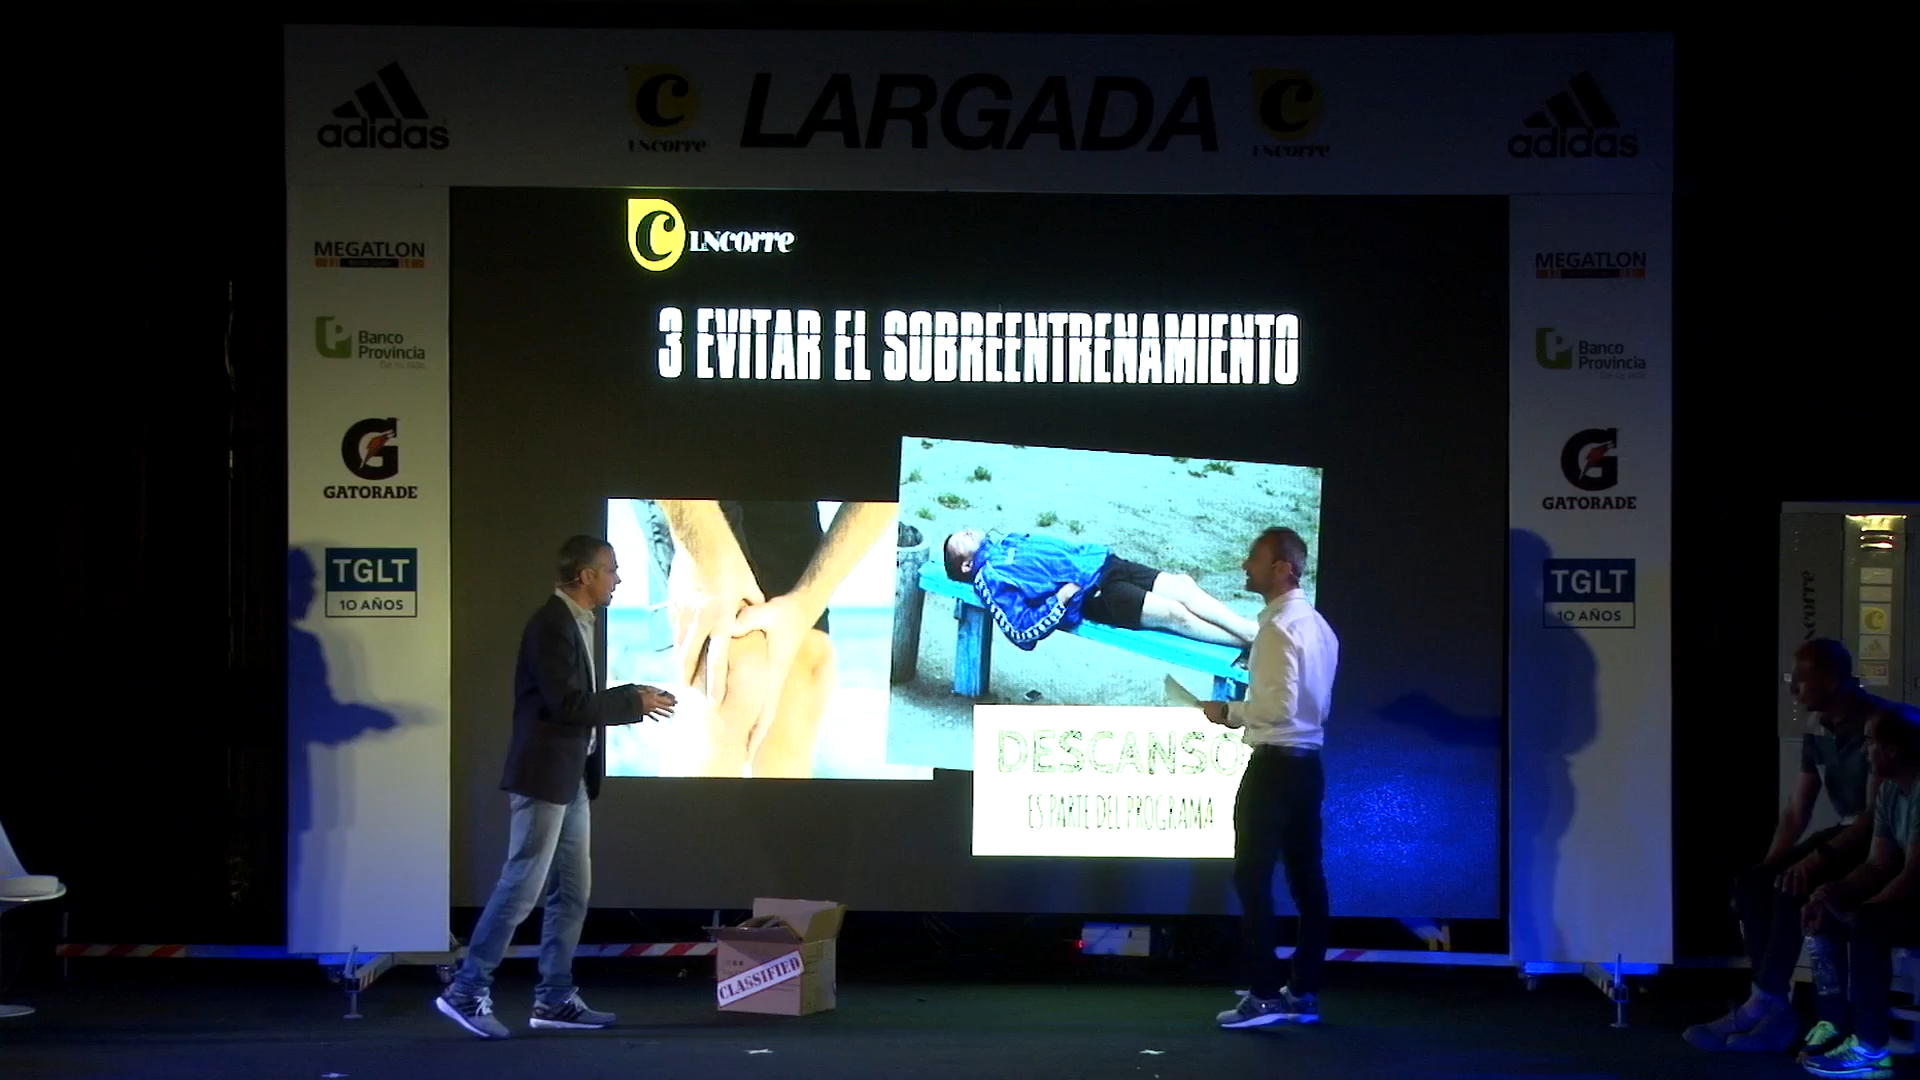 adidas
LNcorre
LARGADA
LNcorre
adidas
MEGATLON
Banco
Provincia
GATORADE
TGLT
10 AÑOS
LNcorre
3 EVITAR EL SOBREENTRENAMIENTO
DESCANSO
ES PARTE DEL PROGRAMA
MEGATLON
Banco
Provincia
GATORADE
TGLT
10 AÑOS
CLASSIFIED